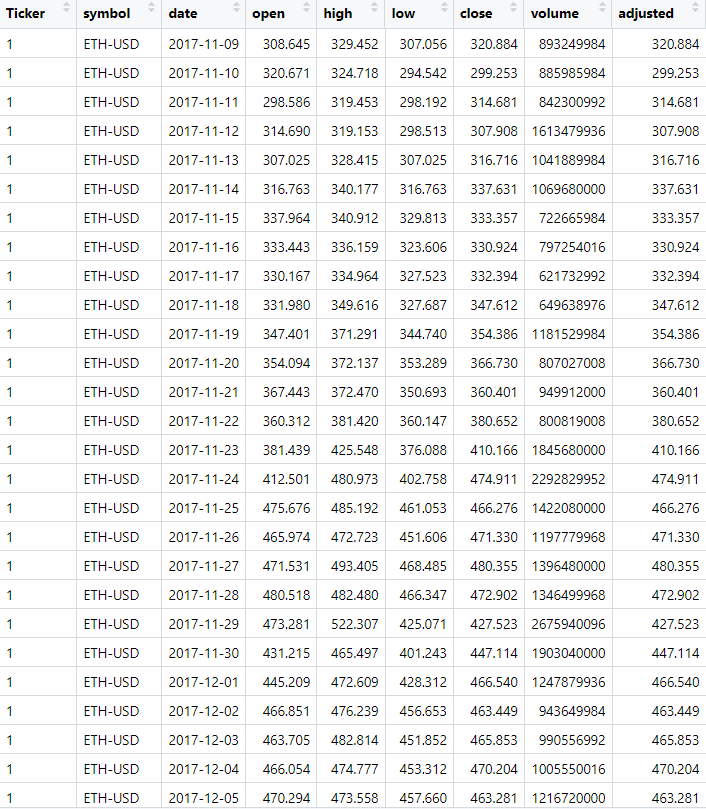 Ticker symbol date open high low close volume adjusted
1 ETH-USD 2017-11-09 308.645 329.452 307.056 320.884 893249984 320.884
1 ETH-USD 2017-11-10 320.671 324.718 294.542 299.253 885985984 299.253
1 ETH-USD 2017-11-11 298.586 319.453 298.192 314.681 842300992 314.681
1 ETH-USD 2017-11-12 314.690 319.153 298.513 307.908 1613479936 307.908
1 ETH-USD 2017-11-13 307.025 328.415 307.025 316.716 1041889984 316.716
1 ETH-USD 2017-11-14 316.763 340.177 316.763 337.631 1069680000 337.631
1 ETH-USD 2017-11-15 337.964 340.912 329.813 333.357 722665984 333.357
1 ETH-USD 2017-11-16 333.443 336.159 323.606 330.924 797254016 330.924
1 ETH-USD 2017-11-17 330.167 334.964 327.523 332.394 621732992 332.394
1 ETH-USD 2017-11-18 331.980 349.616 327.687 347.612 649638976 347.612
1 ETH-USD 2017-11-19 347.401 371.291 344.740 354.386 1181529984 354.386
1 ETH-USD 2017-11-20 354.094 372.137 353.289 366.730 807027008 366.730
1 ETH-USD 2017-11-21 367.443 372.470 350.693 360.401 949912000 360.401
1 ETH-USD 2017-11-22 360.312 381.420 360.147 380.652 800819008 380.652
1 ETH-USD 2017-11-23 381.439 425.548 376.088 410.166 1845680000 410.166
1 ETH-USD 2017-11-24 412.501 480.973 402.758 474.911 2292829952 474.911
1 ETH-USD 2017-11-25 475.676 485.192 461.053 466.276 1422080000 466.276
1 ETH-USD 2017-11-26 465.974 472.723 451.606 471.330 1197779968 471.330
1 ETH-USD 2017-11-27 471.531 493.405 468.485 480.355 1396480000 480.355
1 ETH-USD 2017-11-28 480.518 482.480 466.347 472.902 1346499968 472.902
1 ETH-USD 2017-11-29 473.281 522.307 425.071 427.523 2675940096 427.523
1 ETH-USD 2017-11-30 431.215 465.497 401.243 447.114 1903040000 447.114
1 ETH-USD 2017-12-01 445.209 472.609 428.312 466.540 1247879936 466.540
1 ETH-USD 2017-12-02 466.851 476.239 456.653 463.449 943649984 463.449
1 ETH-USD 2017-12-03 463.705 482.814 451.852 465.853 990556992 465.853
1 ETH-USD 2017-12-04 466.054 474.777 453.312 470.204 1005550016 470.204
1 ETH-USD 2017-12-05 470.294 473.558 457.660 463.281 1216720000 463.281